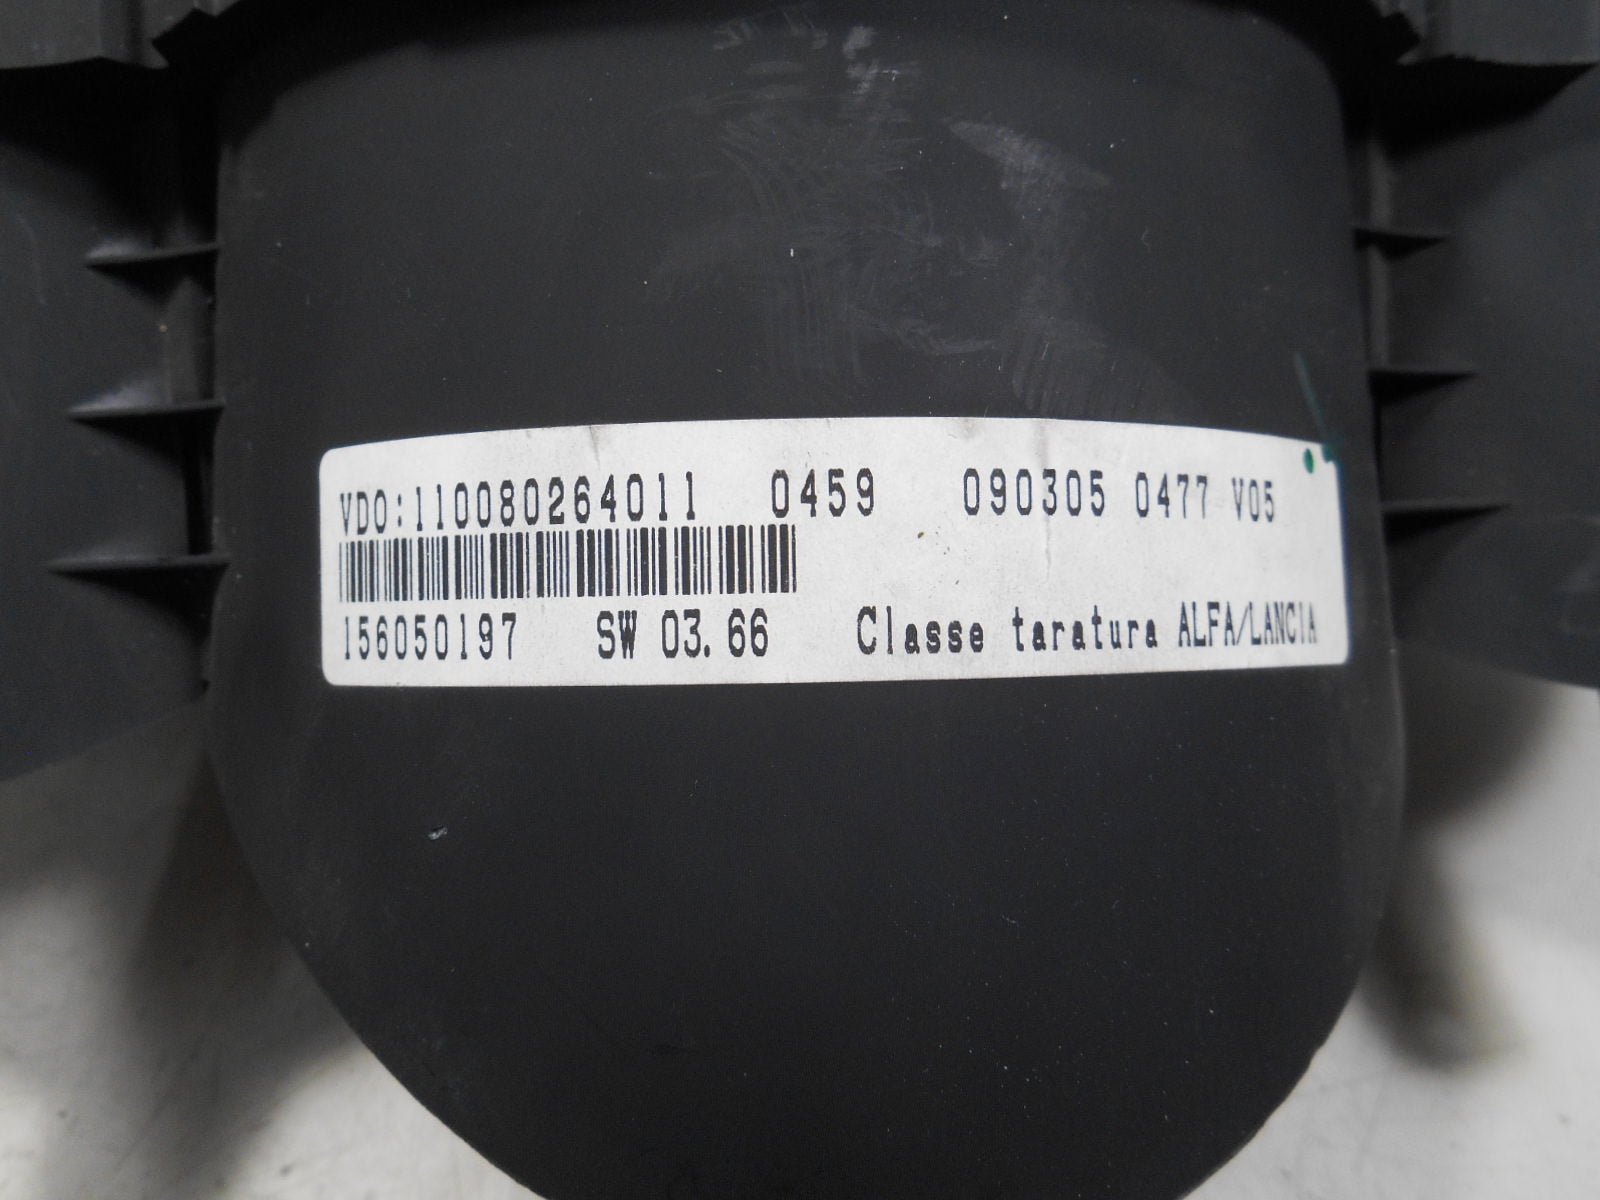 VDO:110080264011 0459 090305 0477 V05
156050197 SW 03.66 Classe taratura ALFA/LANCIA